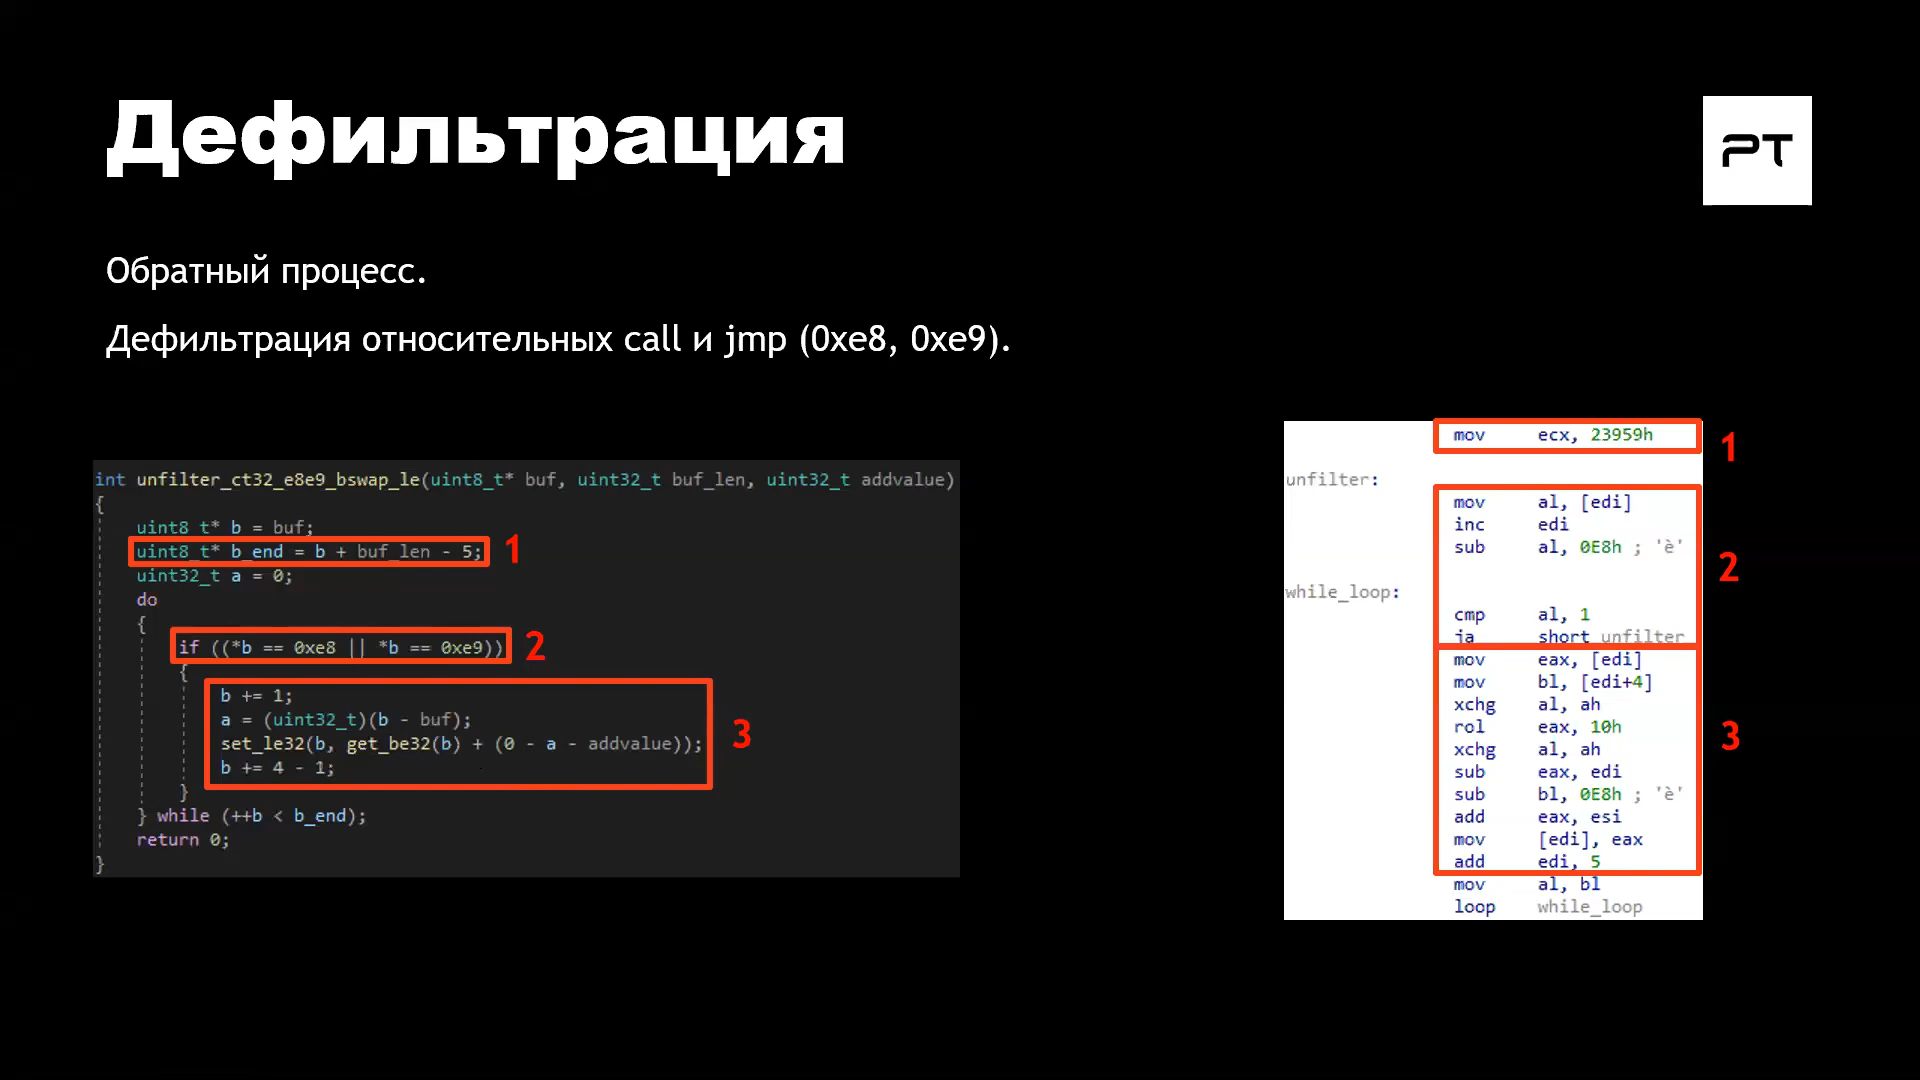 Дефильтрация
PT
Обратный процесс.
Дефильтрация относительных call и jmp (0xe8, 0xe9).
int unfilter_ct32_e8e9_bswap_le(uint8_t* buf, uint32_t buf_len, uint32_t addvalue)
{
uint8_t* b = buf;
uint8_t* b_end = b + buf_len - 5;
1
uint32_t a = 0;
do
{
if ((*b == 0xe8 || *b == 0xe9))
2
{
b += 1;
a = (uint32_t)(b - buf);
set_le32(b, get_be32(b) + (0 - a - addvalue));
3
b += 4 - 1;
}
} while (++b < b_end);
return 0;
}
mov ecx, 23959h
1
unfilter:
mov al, [edi]
inc edi
sub al, 0E8h ; 'è'
2
while_loop:
cmp al, 1
ja short unfilter
mov eax, [edi]
mov bl, [edi+4]
xchg al, ah
rol eax, 10h
3
xchg al, ah
sub eax, edi
sub bl, 0E8h ; 'è'
add eax, esi
mov [edi], eax
add edi, 5
mov al, bl
loop while_loop